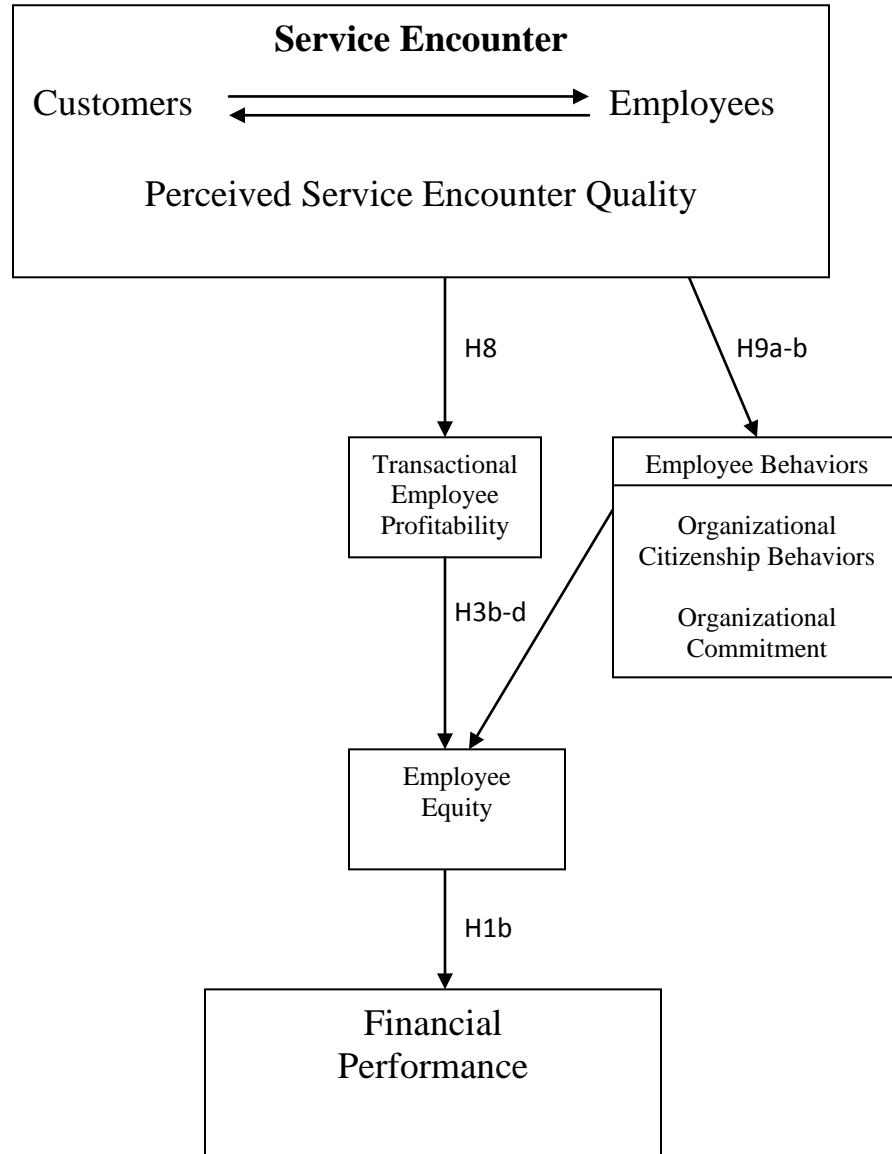 Service Encounter
Customers
Employees
Perceived Service Encounter Quality
H8
H9a-b
Transactional
Employee
Profitability
Employee Behaviors
Organizational
Citizenship Behaviors
Organizational
Commitment
H3b-d
Employee
Equity
H1b
Financial
Performance